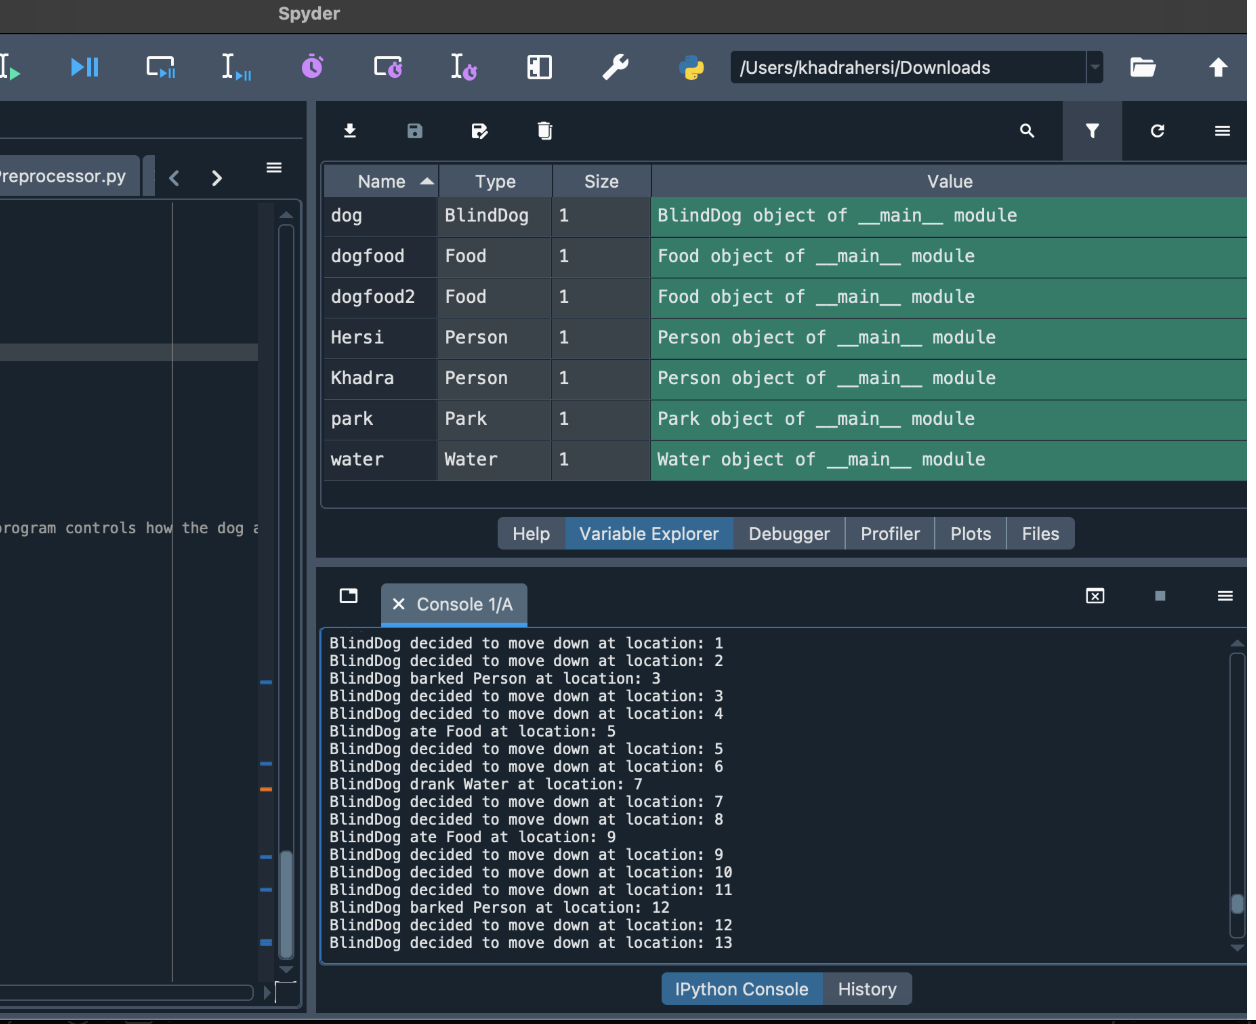 Spyder
/Users/khadrahersi/Downloads
reprocessor.py
Name Type Size Value
dog BlindDog 1 BlindDog object of __main__ module
dogfood Food 1 Food object of __main__ module
dogfood2 Food 1 Food object of __main__ module
Hersi Person 1 Person object of __main__ module
Khadra Person 1 Person object of __main__ module
park Park 1 Park object of __main__ module
water Water 1 Water object of __main__ module
program controls how the dog a
Help Variable Explorer Debugger Profiler Plots Files
Console 1/A
BlindDog decided to move down at location: 1
BlindDog decided to move down at location: 2
BlindDog barked Person at location: 3
BlindDog decided to move down at location: 3
BlindDog decided to move down at location: 4
BlindDog ate Food at location: 5
BlindDog decided to move down at location: 5
BlindDog decided to move down at location: 6
BlindDog drank Water at location: 7
BlindDog decided to move down at location: 7
BlindDog decided to move down at location: 8
BlindDog ate Food at location: 9
BlindDog decided to move down at location: 9
BlindDog decided to move down at location: 10
BlindDog decided to move down at location: 11
BlindDog barked Person at location: 12
BlindDog decided to move down at location: 12
BlindDog decided to move down at location: 13
IPython Console History